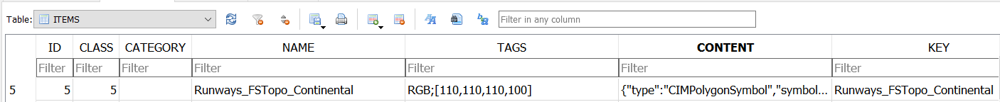 Table: ITEMS Filter in any column
ID CLASS CATEGORY NAME TAGS CONTENT KEY
Filter Filter Filter Filter Filter Filter Filter
5 5 5 Runways_FSTopo_Continental RGB;[110,110,110,100] {"type":"CIMPolygonSymbol","symbol... Runways_FSTopo_Continental